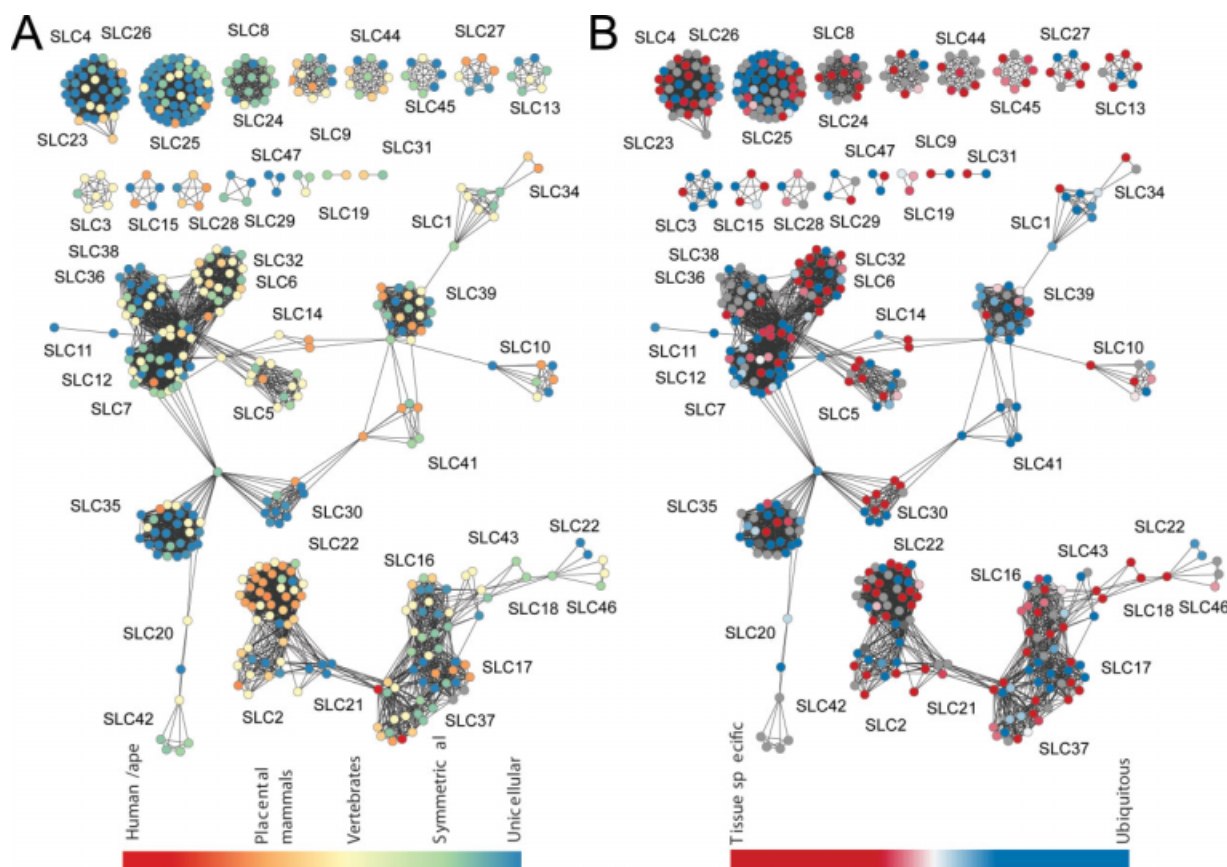 A
SLC4
SLC26
SLC8
SLC44
SLC27
SLC23
SLC25
SLC24
SLC45
SLC13
SLC47
SLC9
SLC31
SLC34
SLC3
SLC15
SLC28
SLC29
SLC19
SLC1
SLC38
SLC36
SLC32
SLC6
SLC39
SLC14
SLC11
SLC12
SLC7
SLC5
SLC10
SLC41
SLC35
SLC30
SLC22
SLC43
SLC22
SLC16
SLC18
SLC46
SLC20
SLC17
SLC42
SLC2
SLC21
SLC37
Human /ape
Placental
mammals
Vertebrates
Symmetric al
Unicellular
B
SLC4
SLC26
SLC8
SLC44
SLC27
SLC23
SLC25
SLC24
SLC45
SLC13
SLC47
SLC9
SLC31
SLC34
SLC3
SLC15
SLC28
SLC29
SLC19
SLC1
SLC38
SLC36
SLC32
SLC6
SLC39
SLC14
SLC11
SLC12
SLC7
SLC5
SLC10
SLC41
SLC35
SLC30
SLC22
SLC43
SLC22
SLC16
SLC18
SLC46
SLC20
SLC17
SLC42
SLC2
SLC21
SLC37
Tissue sp ecific
Ubiquitous